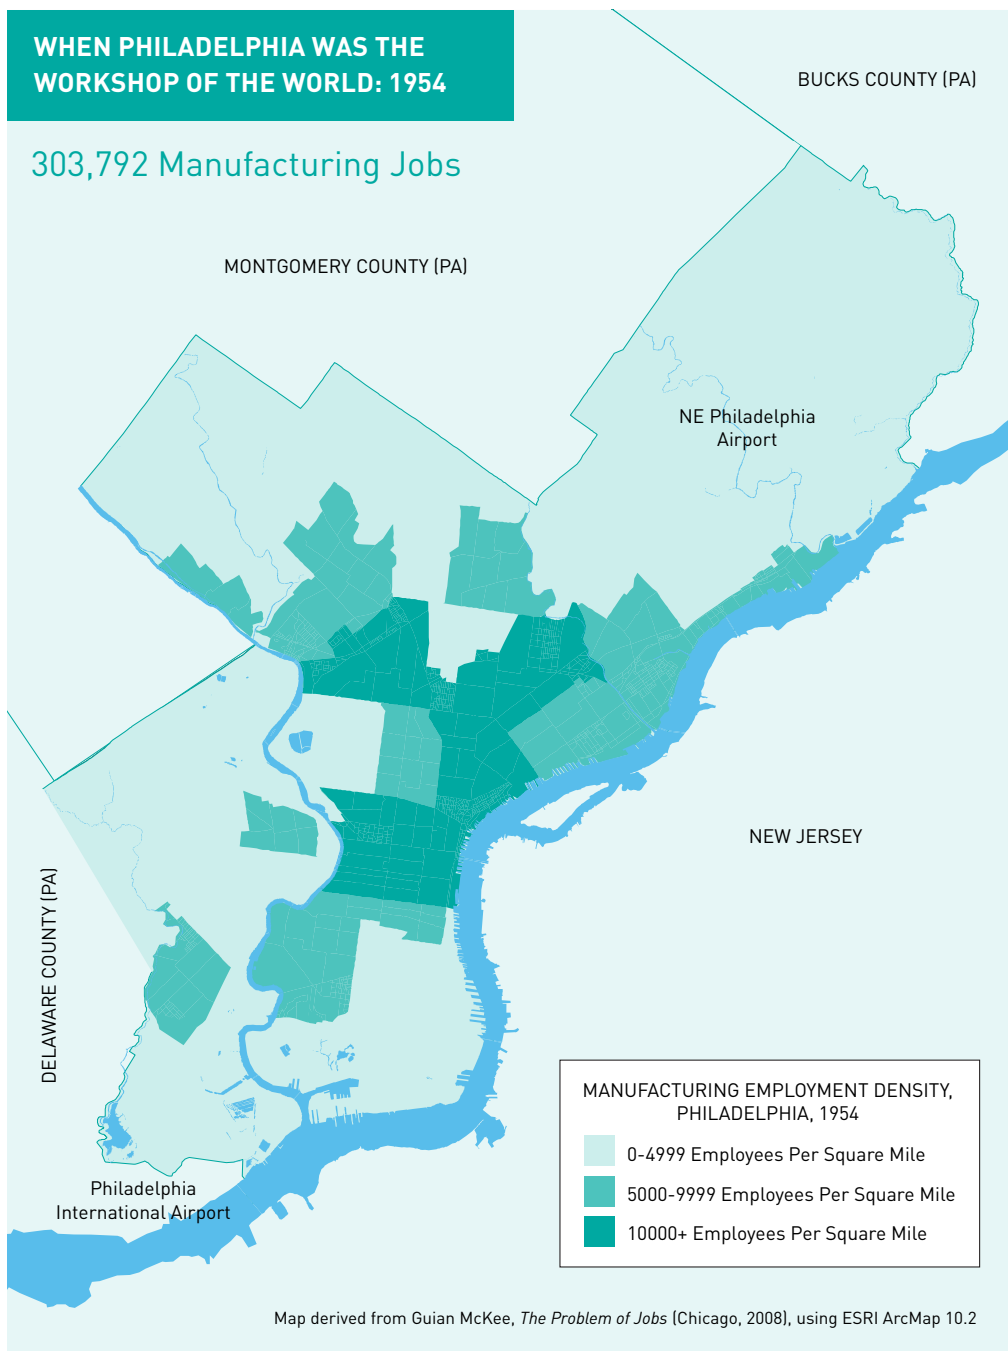 WHEN PHILADELPHIA WAS THE
WORKSHOP OF THE WORLD: 1954
303,792 Manufacturing Jobs
BUCKS COUNTY (PA)
MONTGOMERY COUNTY (PA)
NE Philadelphia
Airport
NEW JERSEY
DELAWARE COUNTY (PA)
MANUFACTURING EMPLOYMENT DENSITY,
PHILADELPHIA, 1954
0-4999 Employees Per Square Mile
5000-9999 Employees Per Square Mile
10000+ Employees Per Square Mile
Philadelphia
International Airport
Map derived from Guian McKee, The Problem of Jobs (Chicago, 2008), using ESRI ArcMap 10.2